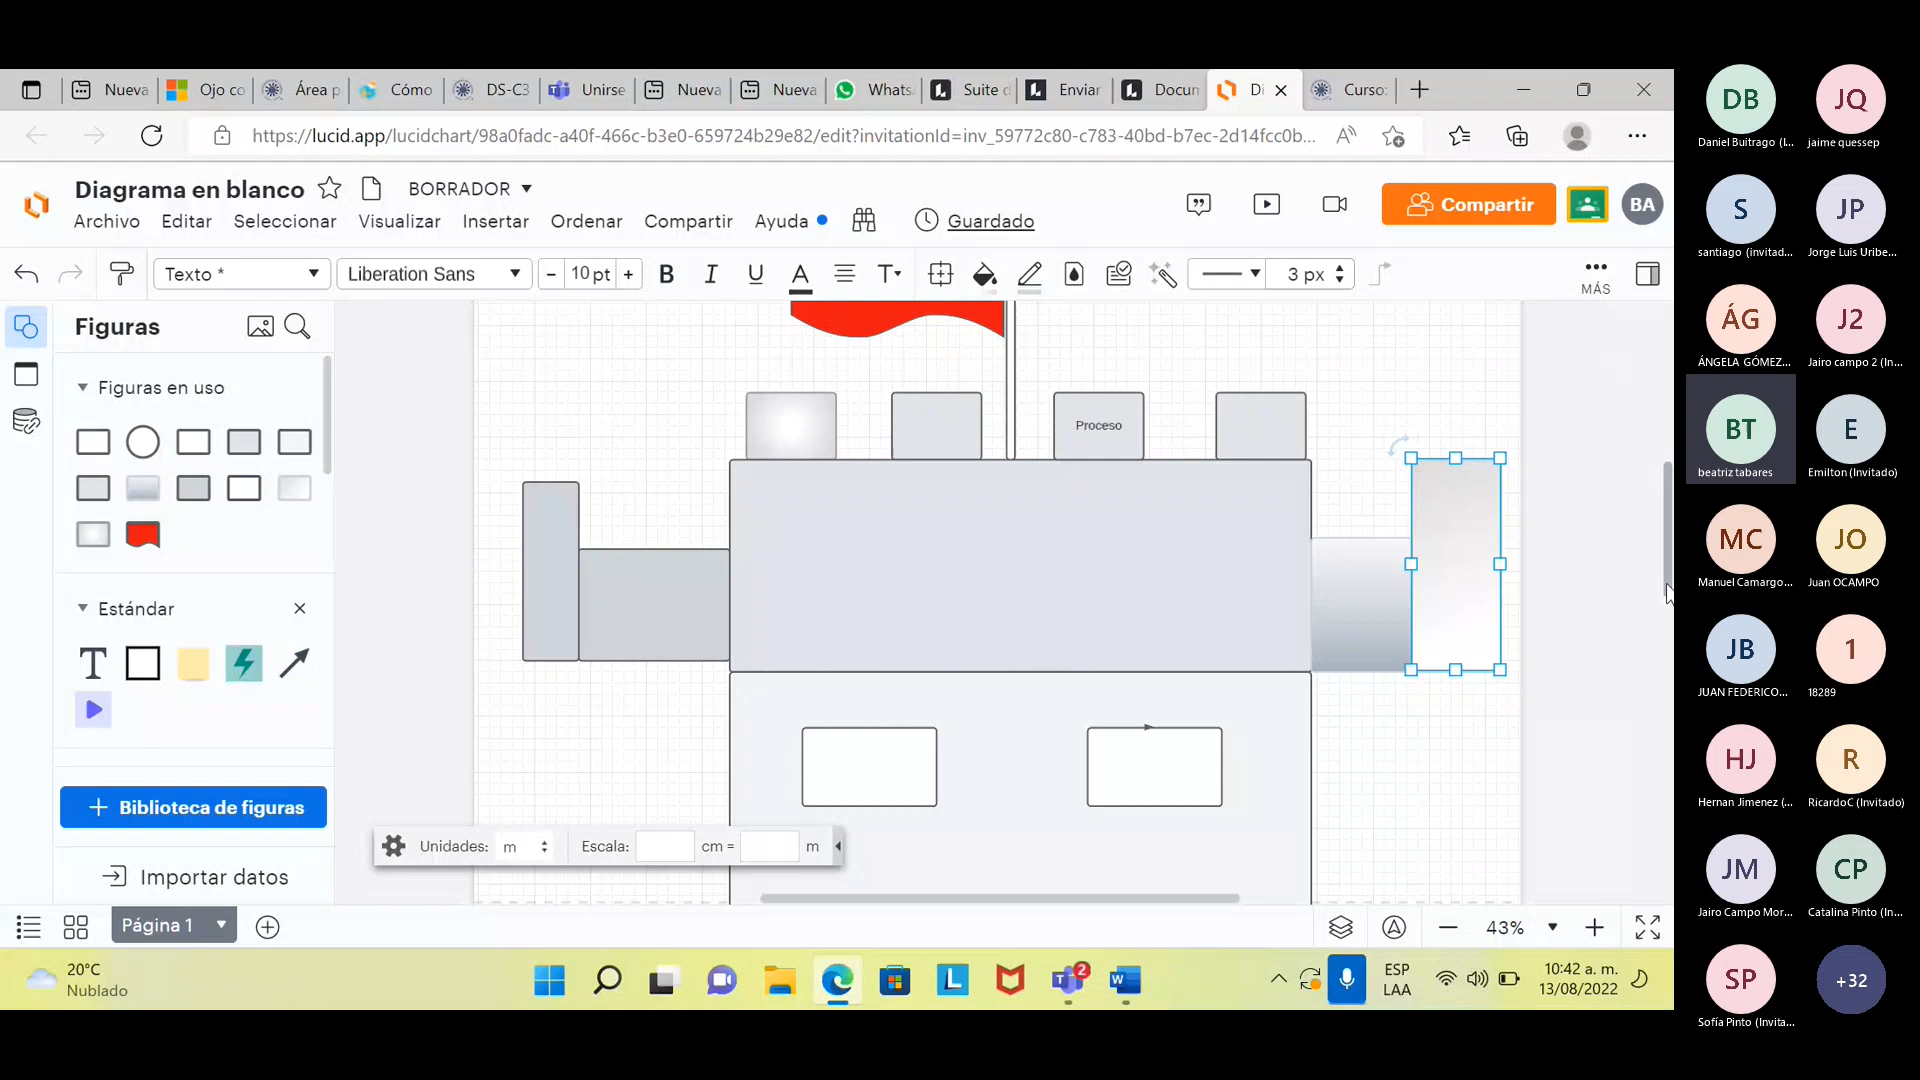 Nueva
Ojo co
Área p
Cómo
DS-C3
Unirse
Nueva
Nueva
Whats
Suite d
Enviar
Docun
Di
Curso:
https://lucid.app/lucidchart/98a0fadc-a40f-466c-b3e0-659724b29e82/edit?invitationId=inv_59772c80-c783-40bd-b7ec-2d14fcc0b...
Diagrama en blanco
BORRADOR
Archivo
Editar
Seleccionar
Visualizar
Insertar
Ordenar
Compartir
Ayuda
Guardado
Compartir
BA
Texto *
Liberation Sans
10 pt
B
I
U
A
T
3 px
MÁS
Figuras
Figuras en uso
Estándar
T
Biblioteca de figuras
Importar datos
Proceso
Unidades: m
Escala: cm = m
Página 1
43%
20°C
Nublado
2
ESP
LAA
10:42 a. m.
13/08/2022
DB
Daniel Buitrago (I...
JQ
jaime quessep
S
santiago (invitad...
JP
Jorge Luis Uribe...
ÁG
ÁNGELA GÓMEZ...
J2
Jairo campo 2 (In...
BT
beatriz tabares
E
Emilton (Invitado)
MC
Manuel Camargo...
JO
Juan OCAMPO
JB
JUAN FEDERICO...
1
18289
HJ
Hernan Jimenez (...
R
RicardoC (Invitado)
JM
Jairo Campo Mor...
CP
Catalina Pinto (In...
SP
Sofía Pinto (Invita...
+32